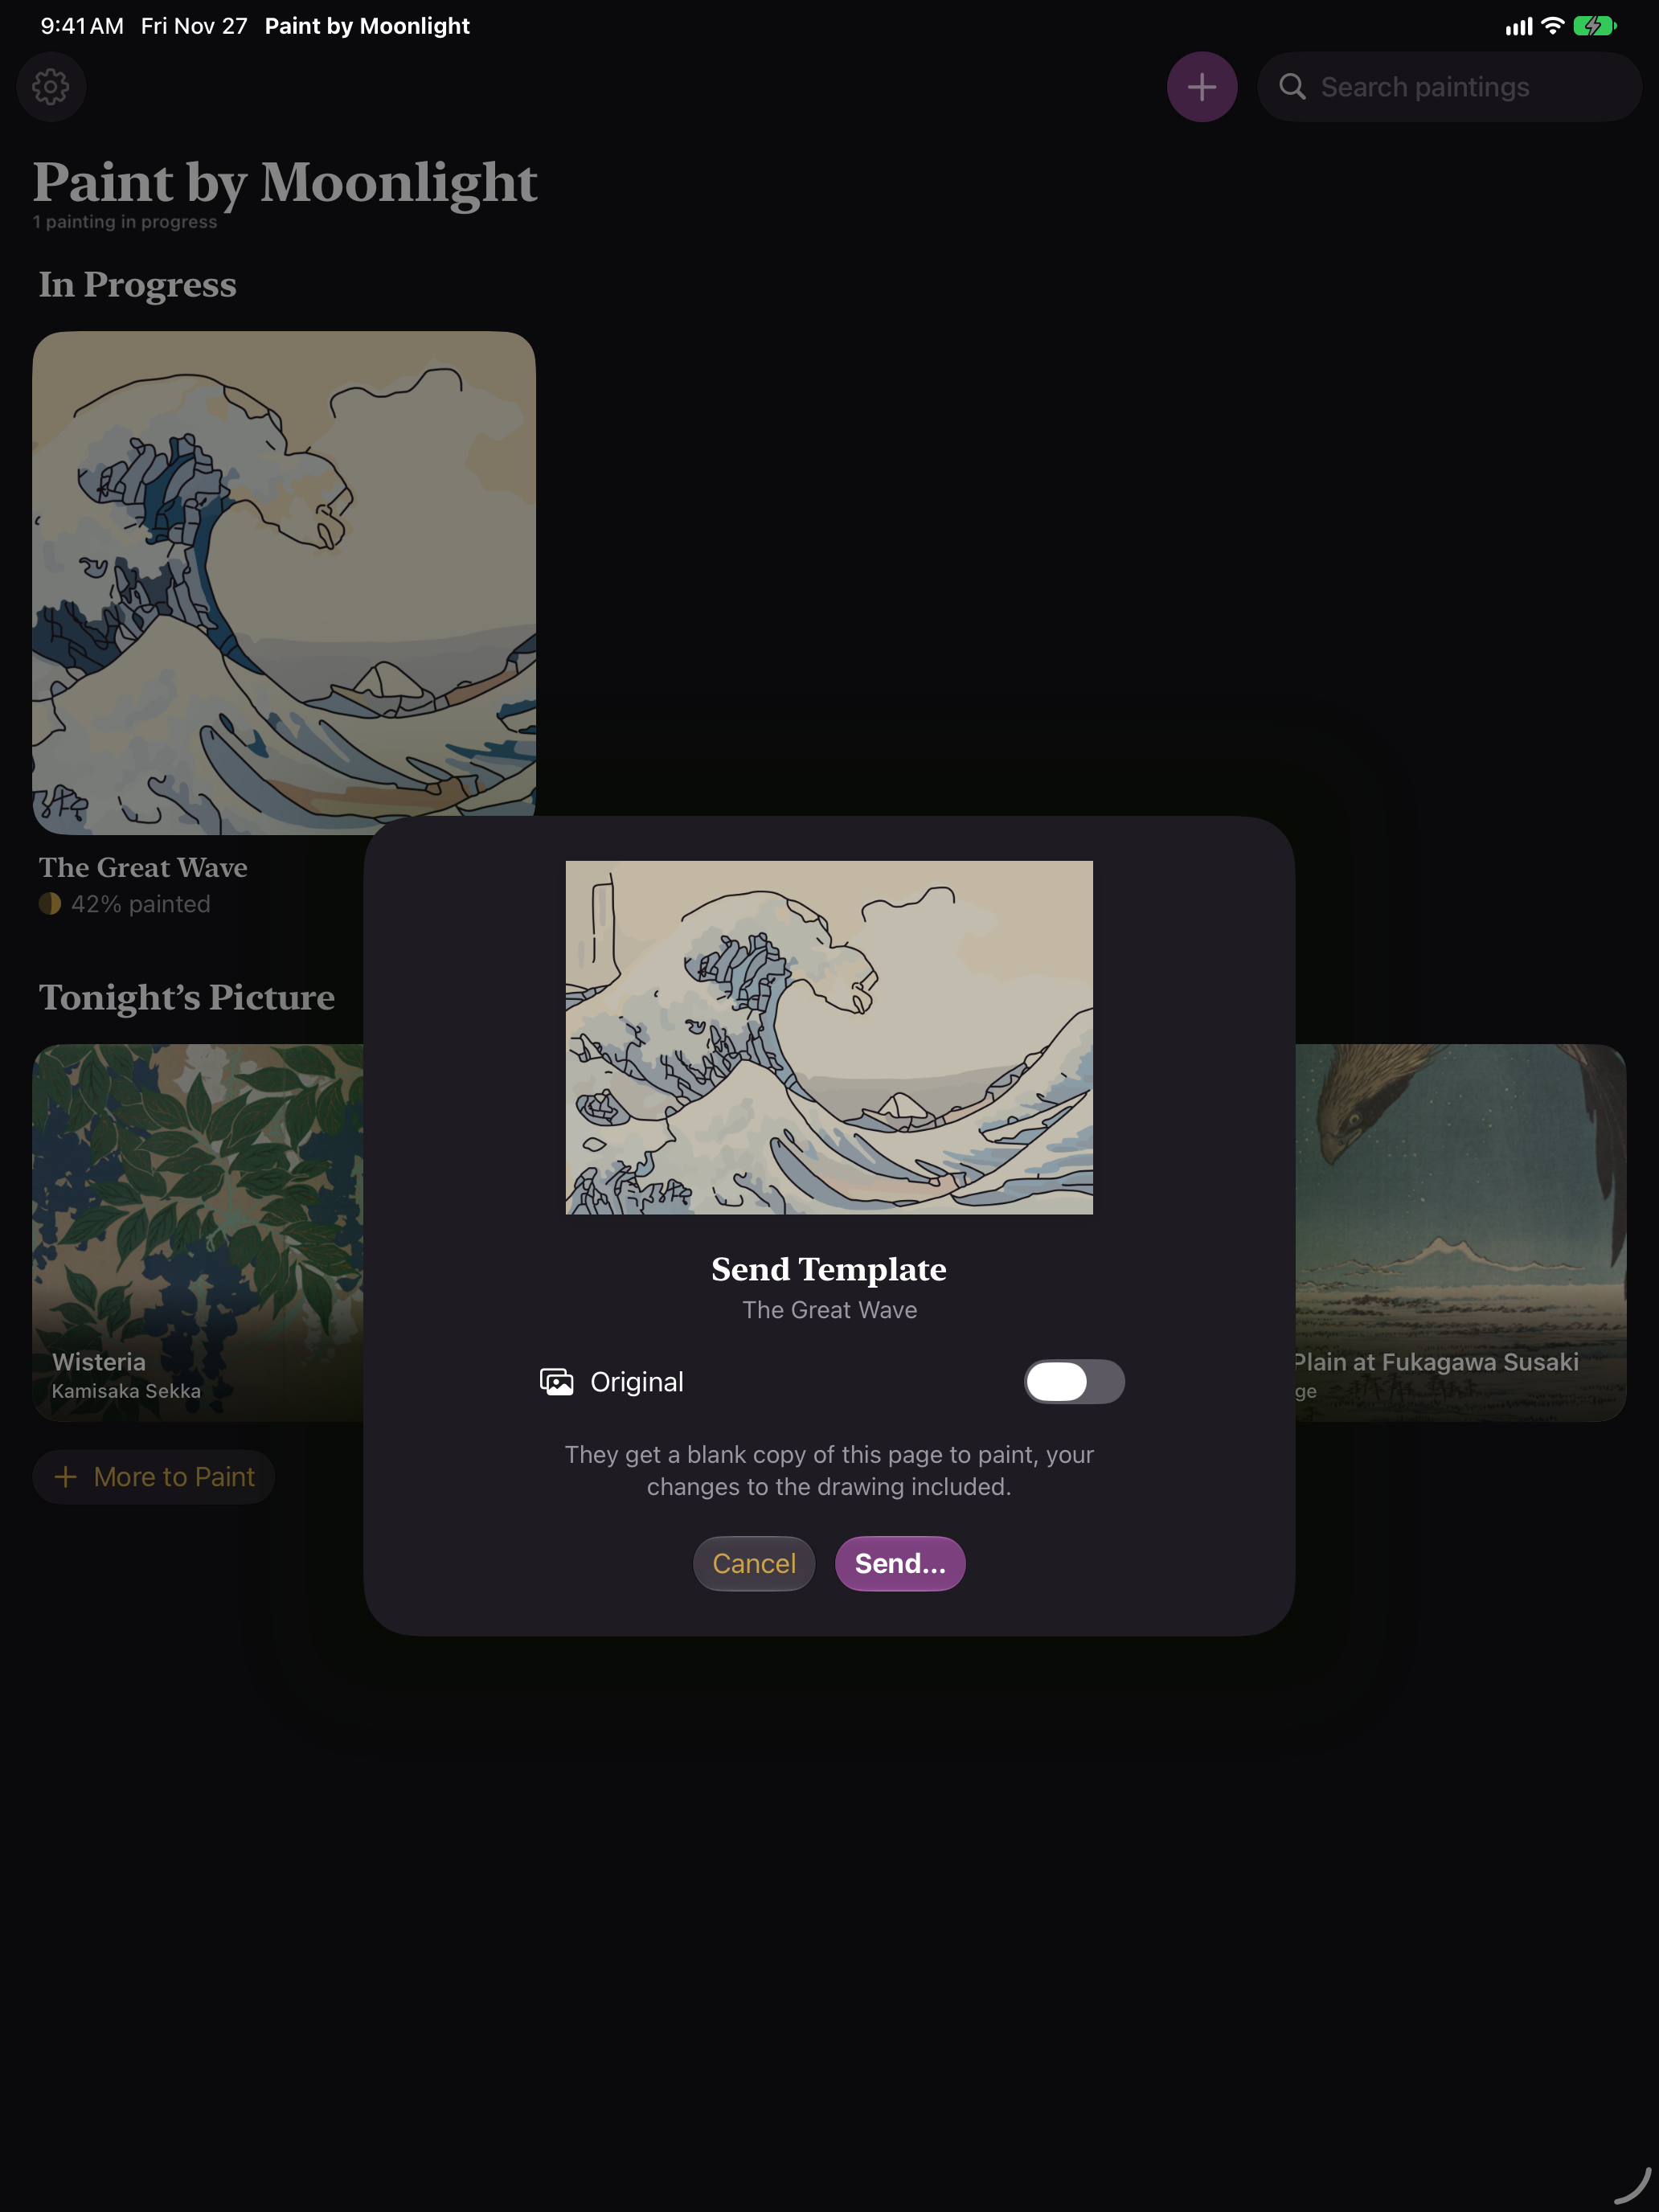 9:41 AM Fri Nov 27 Paint by Moonlight
Search paintings
Paint by Moonlight
1 painting in progress
In Progress
The Great Wave
42% painted
Tonight’s Picture
Wisteria
Kamisaka Sekka
Plain at Fukagawa Susaki
ge
More to Paint
Send Template
The Great Wave
Original
They get a blank copy of this page to paint, your
changes to the drawing included.
Cancel
Send...